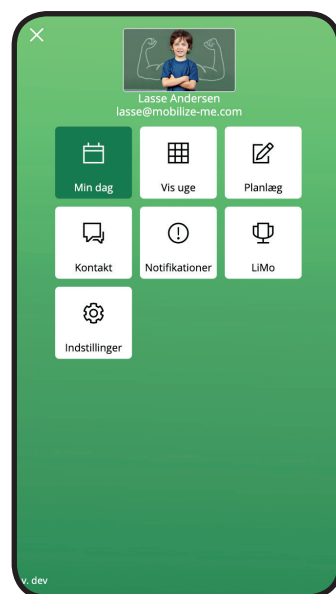 Lasse Andersen
lasse@mobilize-me.com
Min dag
Vis uge
Planlæg
Kontakt
Notifikationer
LiMo
Indstillinger
v. dev